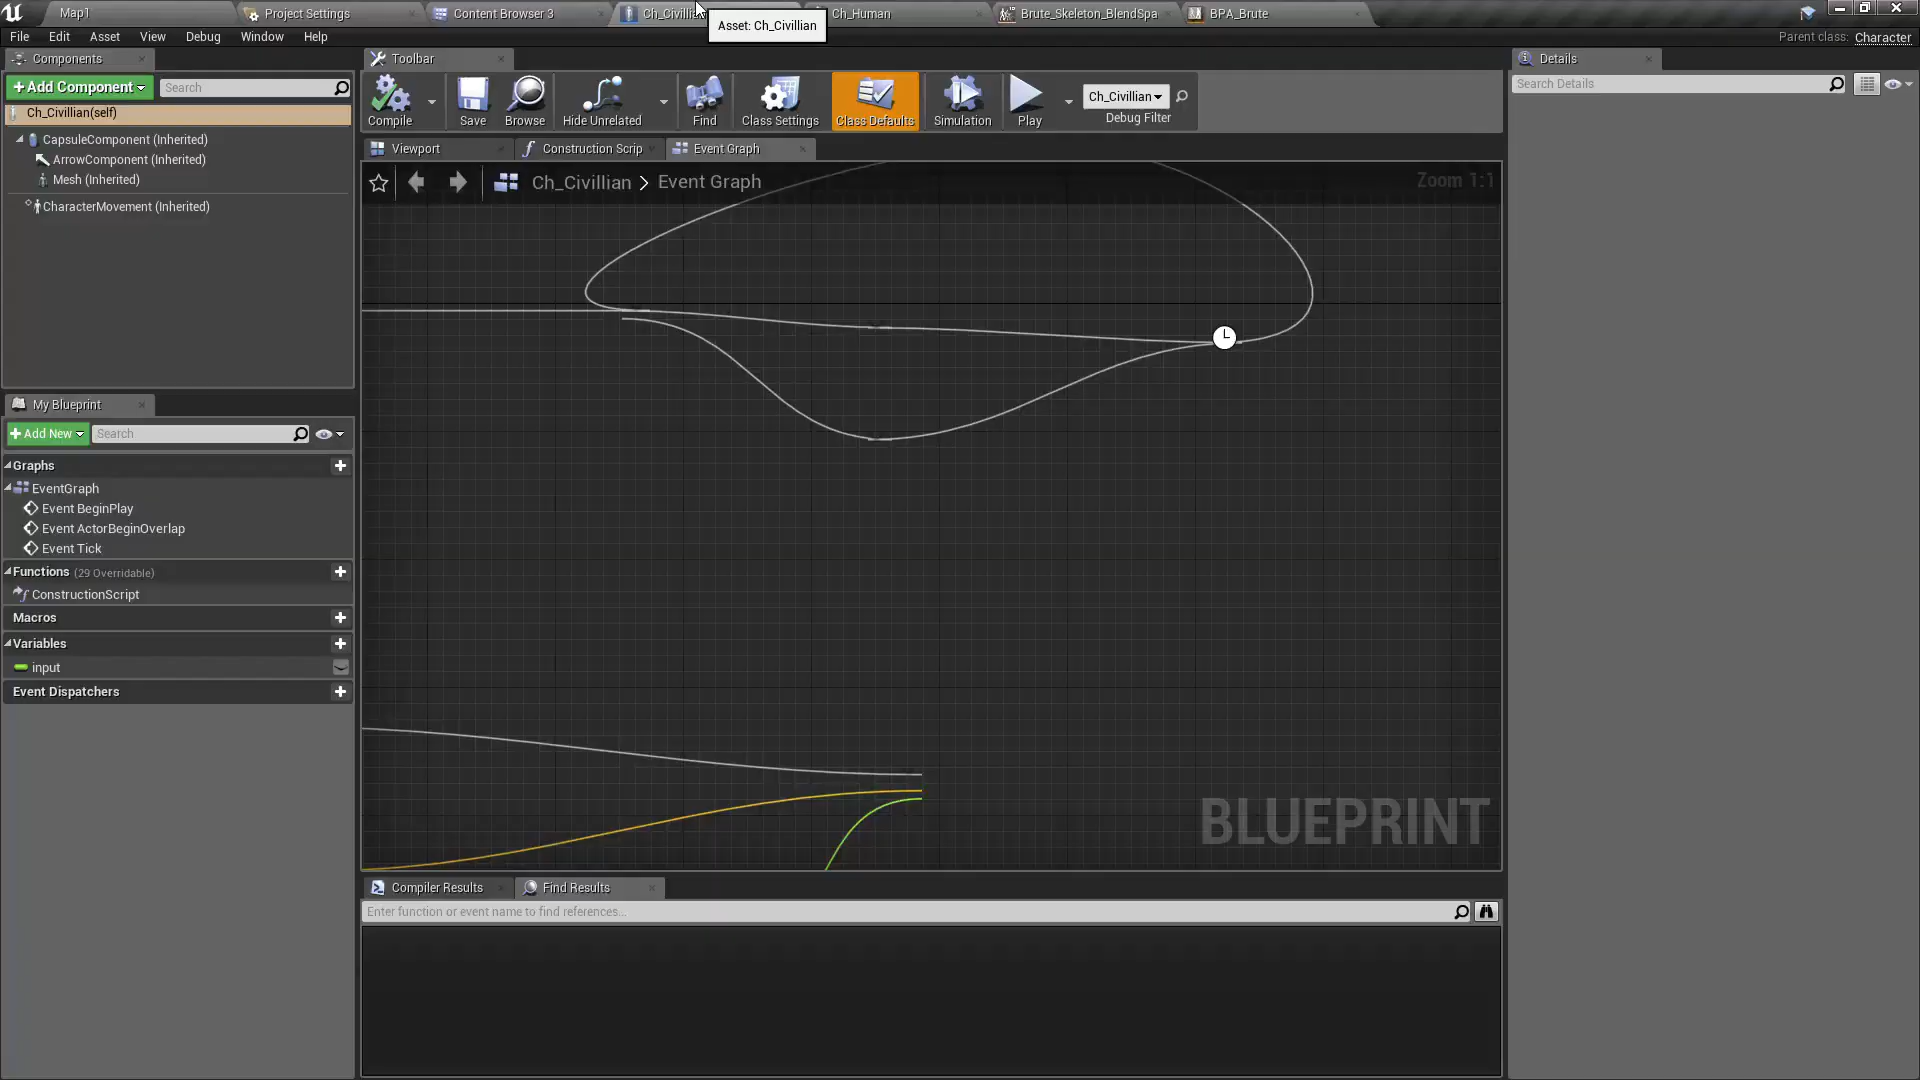 Map1
Project Settings
Content Browser 3
Ch_Civillia
Ch_Human
Brute_Skeleton_BlendSpa
BPA_Brute
Asset: Ch_Civillian
File Edit Asset View Debug Window Help
Parent class: Character
Components
+Add Component
Search
Ch_Civillian(self)
CapsuleComponent (Inherited)
ArrowComponent (Inherited)
Mesh (Inherited)
CharacterMovement (Inherited)
My Blueprint
+Add New
Search
Graphs
EventGraph
Event BeginPlay
Event ActorBeginOverlap
Event Tick
Functions (29 Overridable)
ConstructionScript
Macros
Variables
input
Event Dispatchers
Toolbar
Compile
Save
Browse
Hide Unrelated
Find
Class Settings
Class Defaults
Simulation
Play
Ch_Civillian
Debug Filter
Viewport
Construction Scrip
Event Graph
Ch_Civillian > Event Graph
Zoom 1:1
BLUEPRINT
Compiler Results
Find Results
Enter function or event name to find references...
Details
Search Details